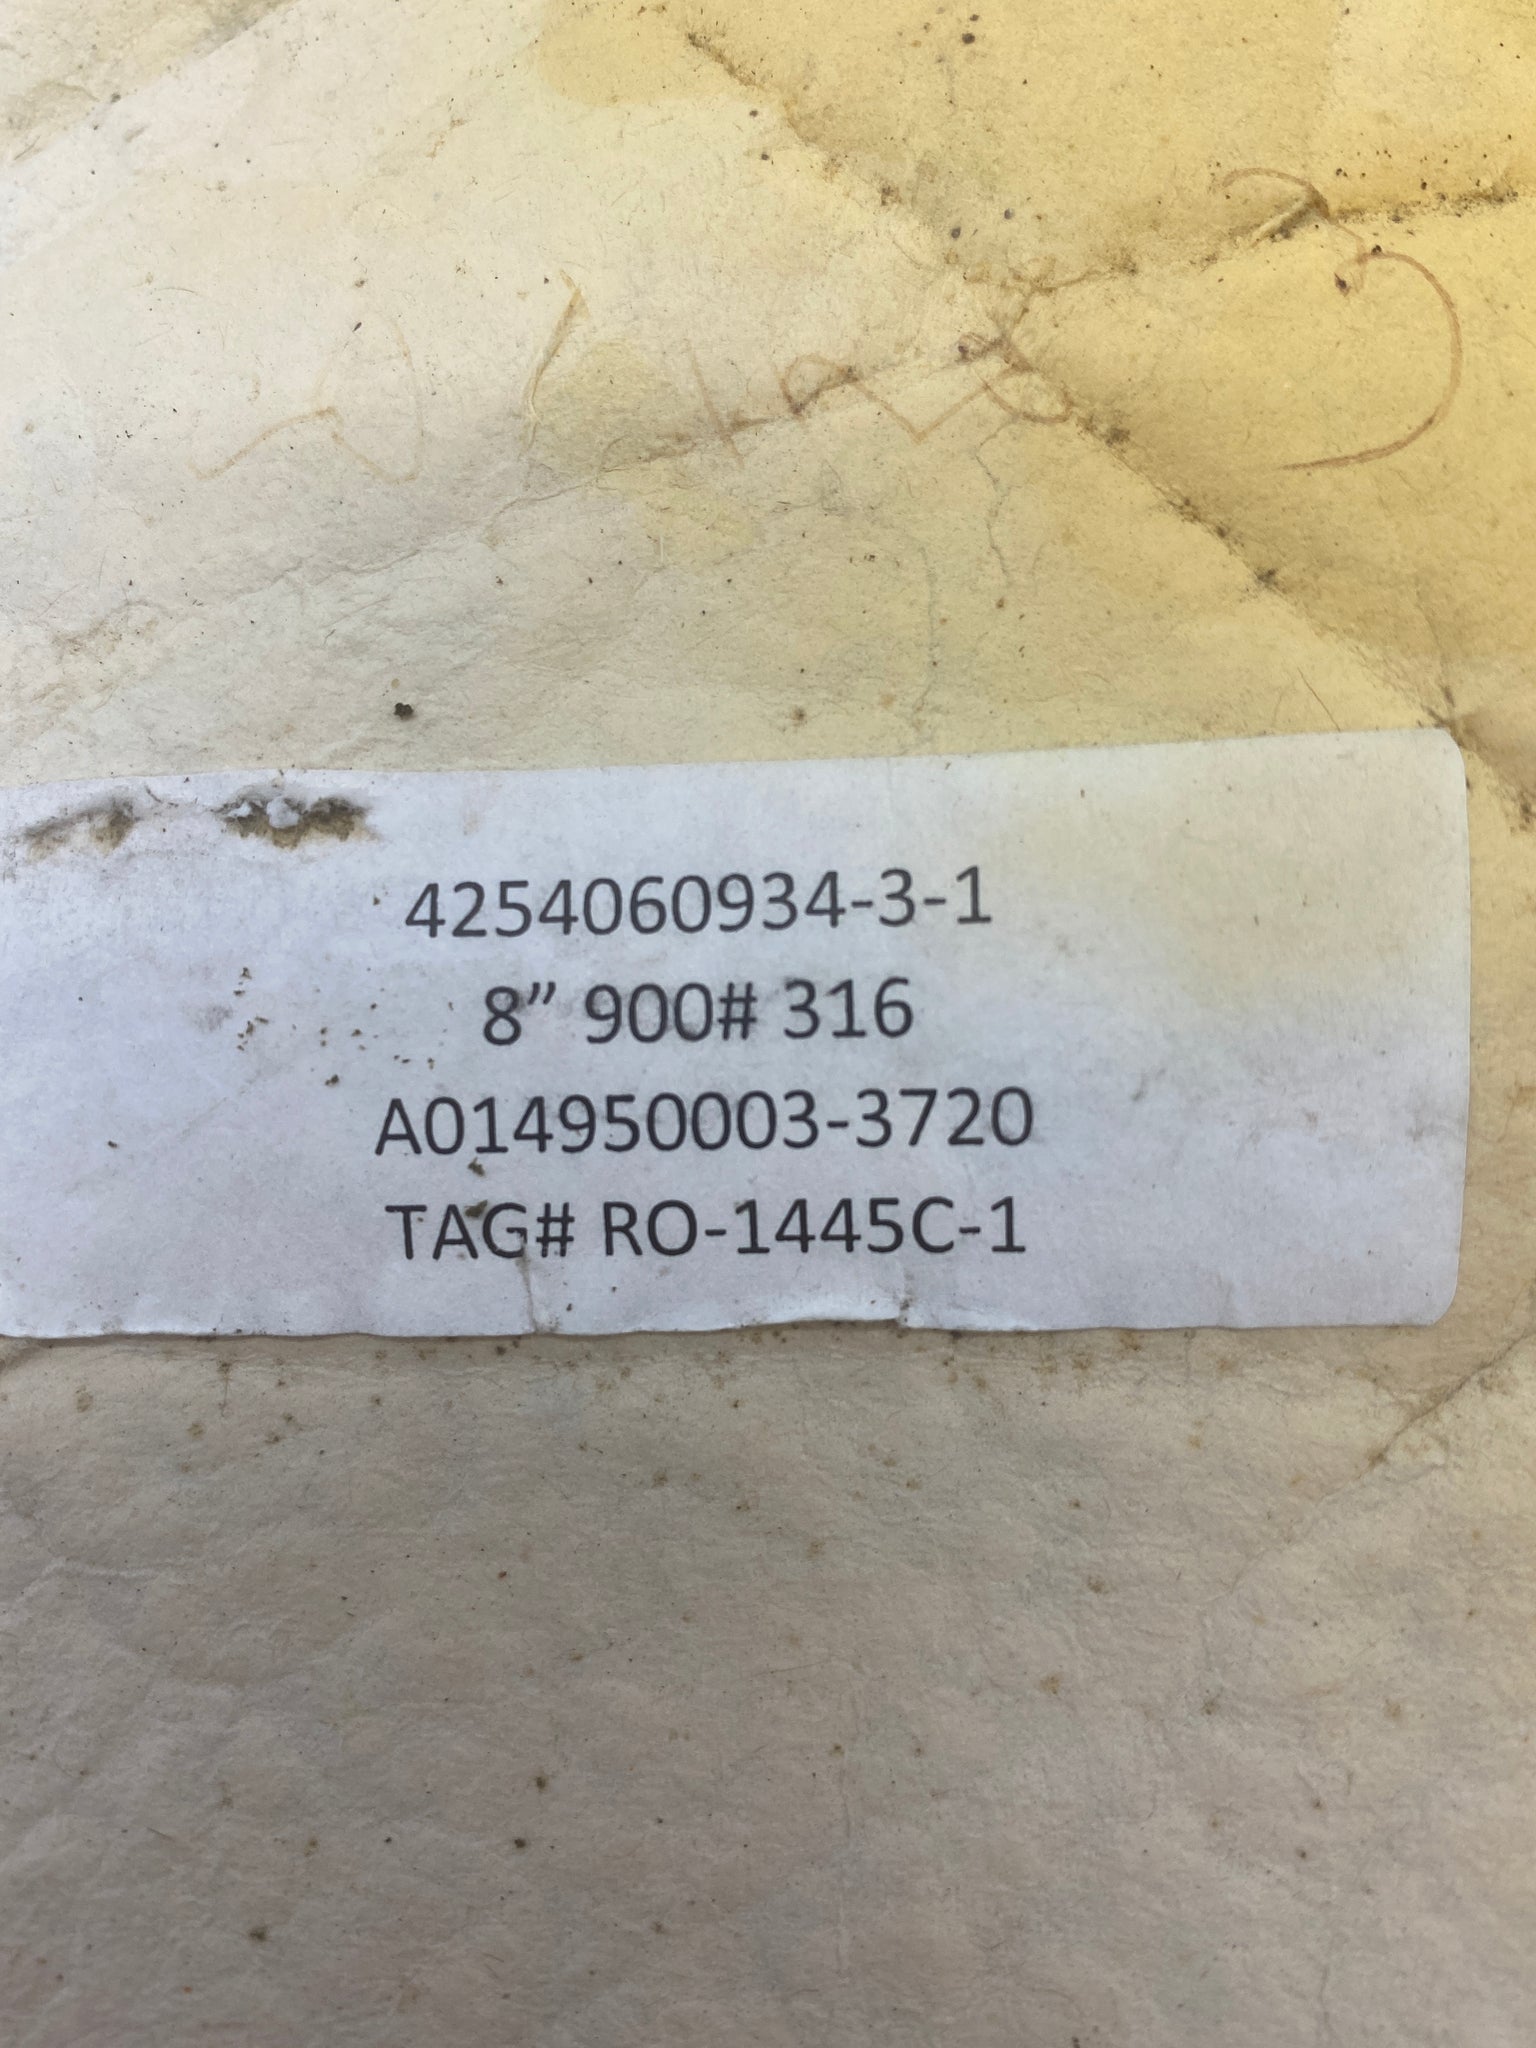 4254060934-3-1
8” 900# 316
A014950003-3720
TAG# RO-1445C-1